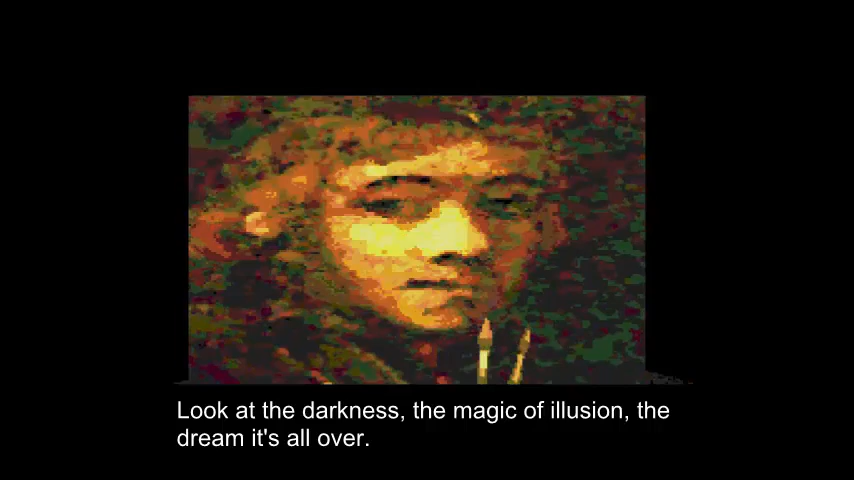 Look at the darkness, the magic of illusion, the
dream it's all over.